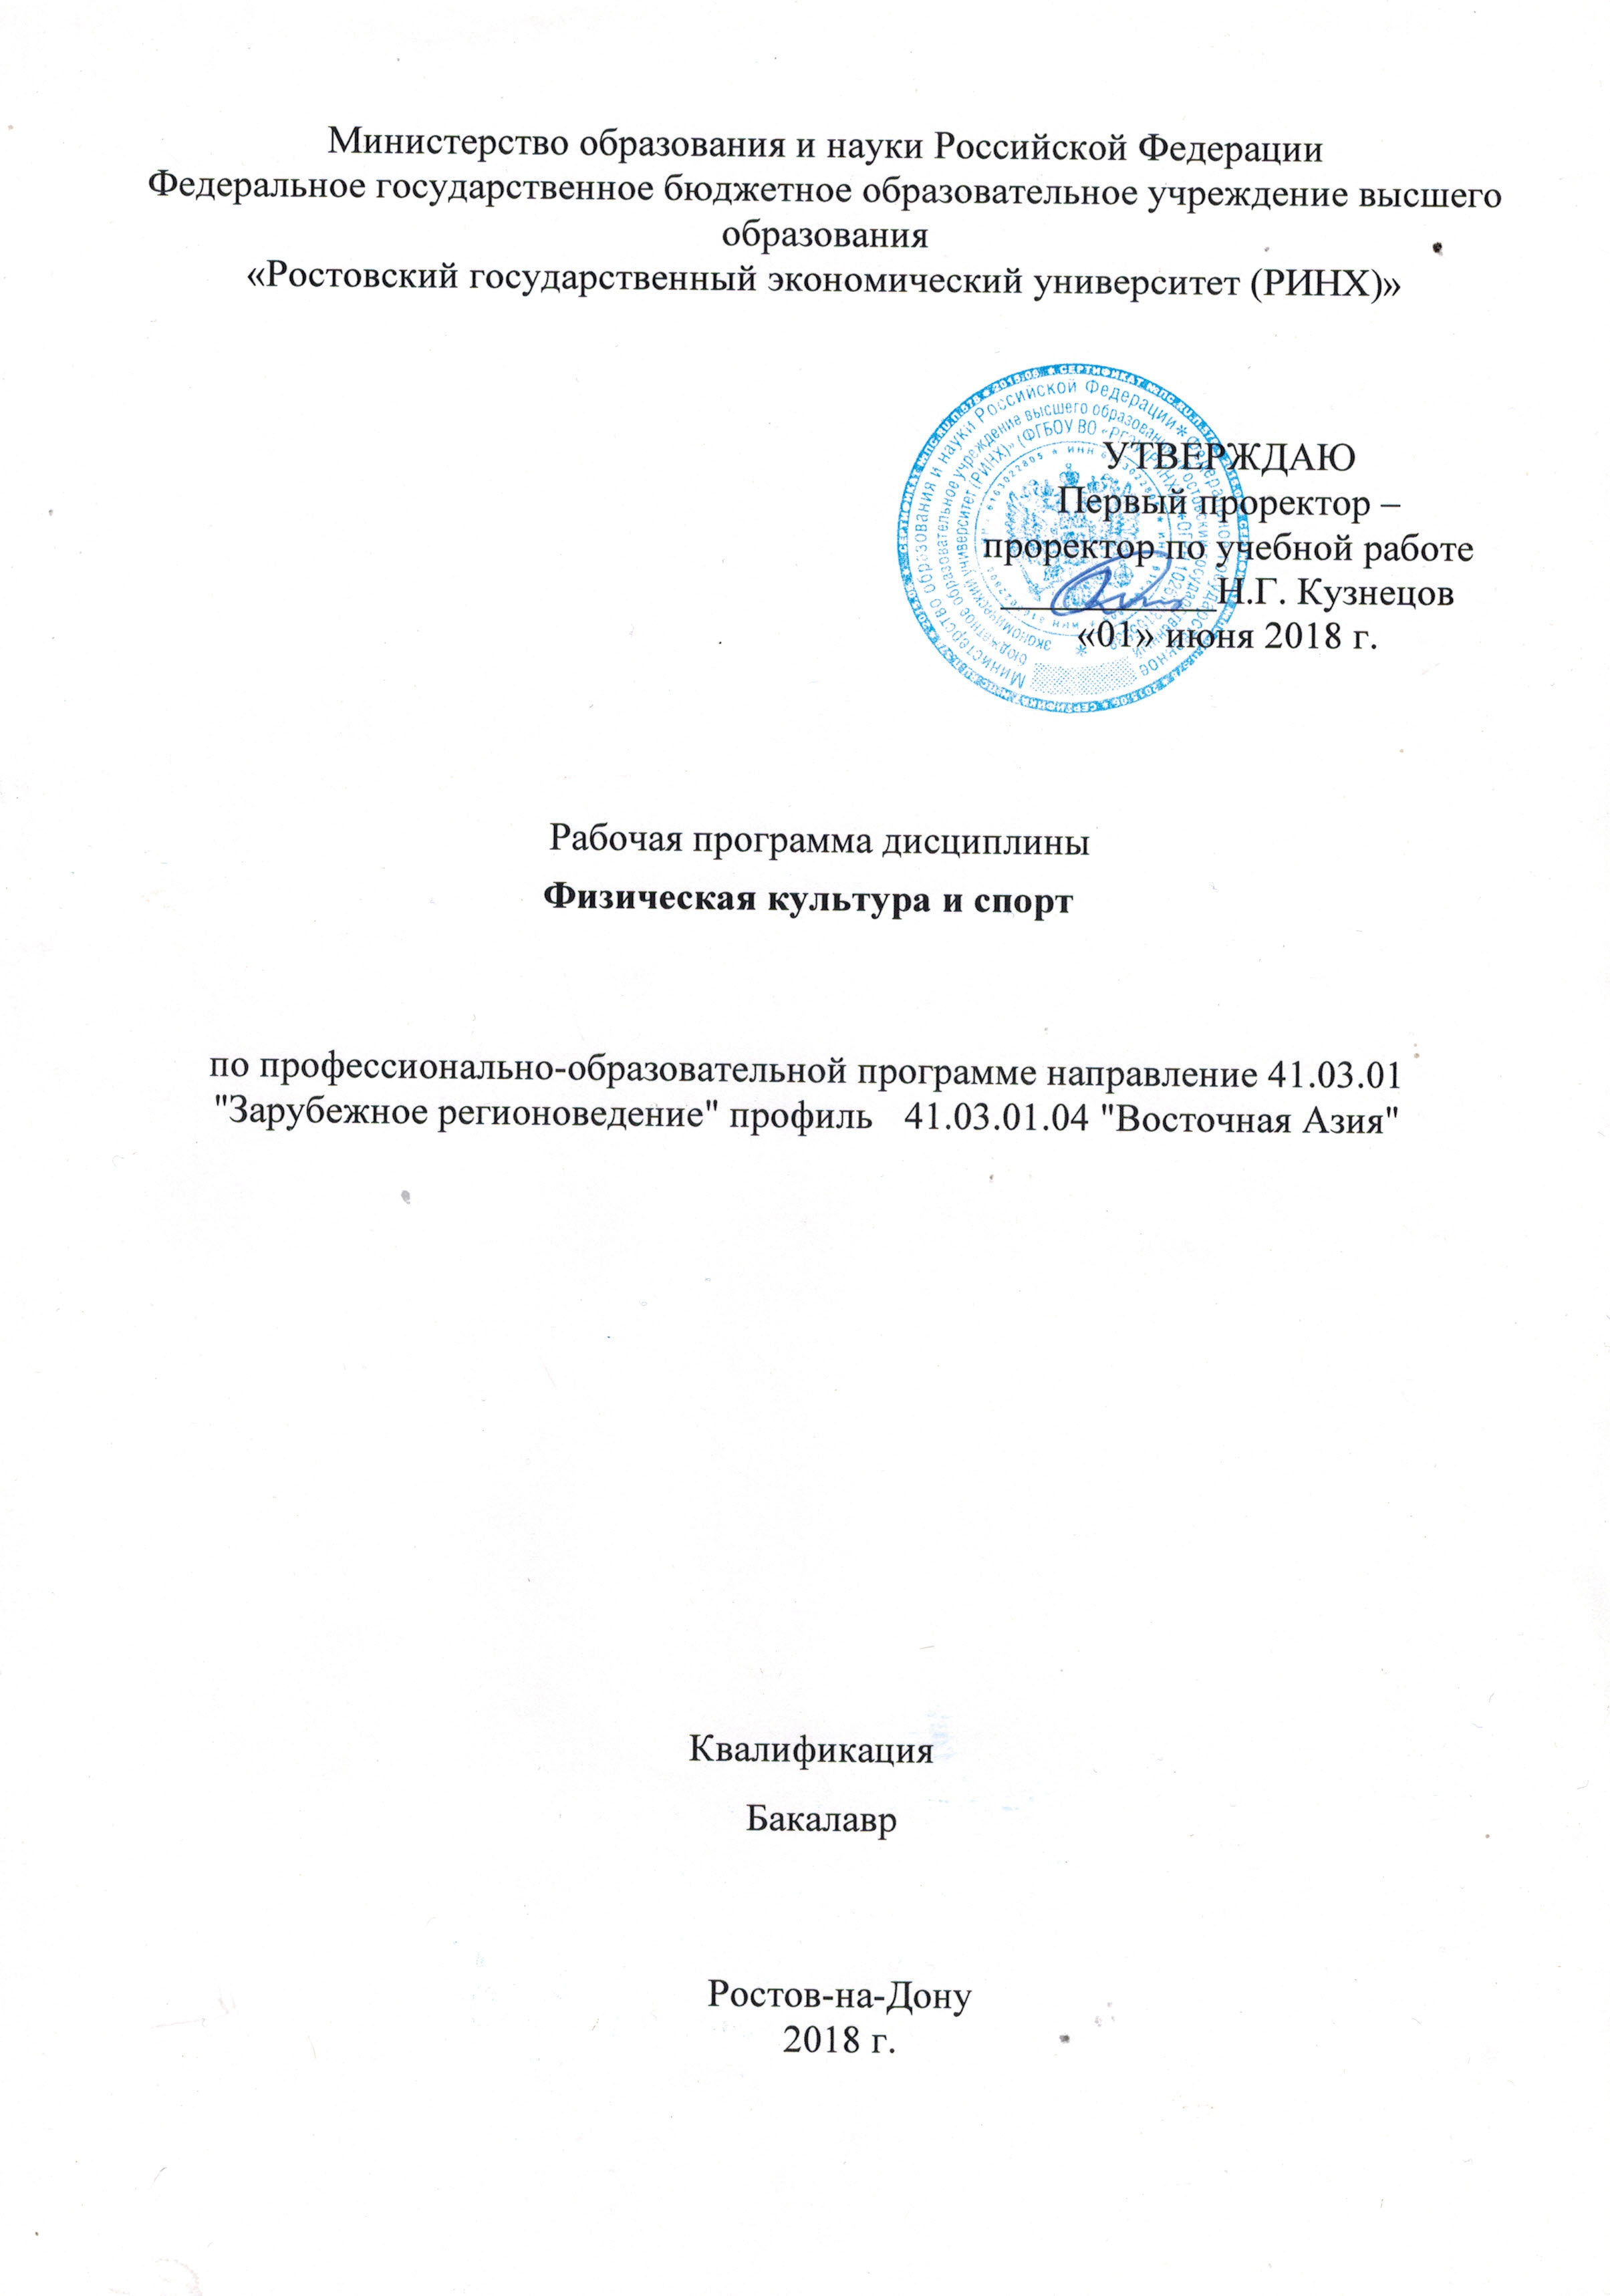 Министерство образования и науки Российской Федерации
Федеральное государственное бюджетное образовательное учреждение высшего
образования
«Ростовский государственный экономический университет (РИНХ)»
УТВЕРЖДАЮ
Первый проректор –
проректор по учебной работе
Н.Г. Кузнецов
«01» июня 2018 г.
Рабочая программа дисциплины
Физическая культура и спорт
по профессионально-образовательной программе направление 41.03.01
"Зарубежное регионоведение" профиль 41.03.01.04 "Восточная Азия"
Квалификация
Бакалавр
Ростов-на-Дону
2018 г.